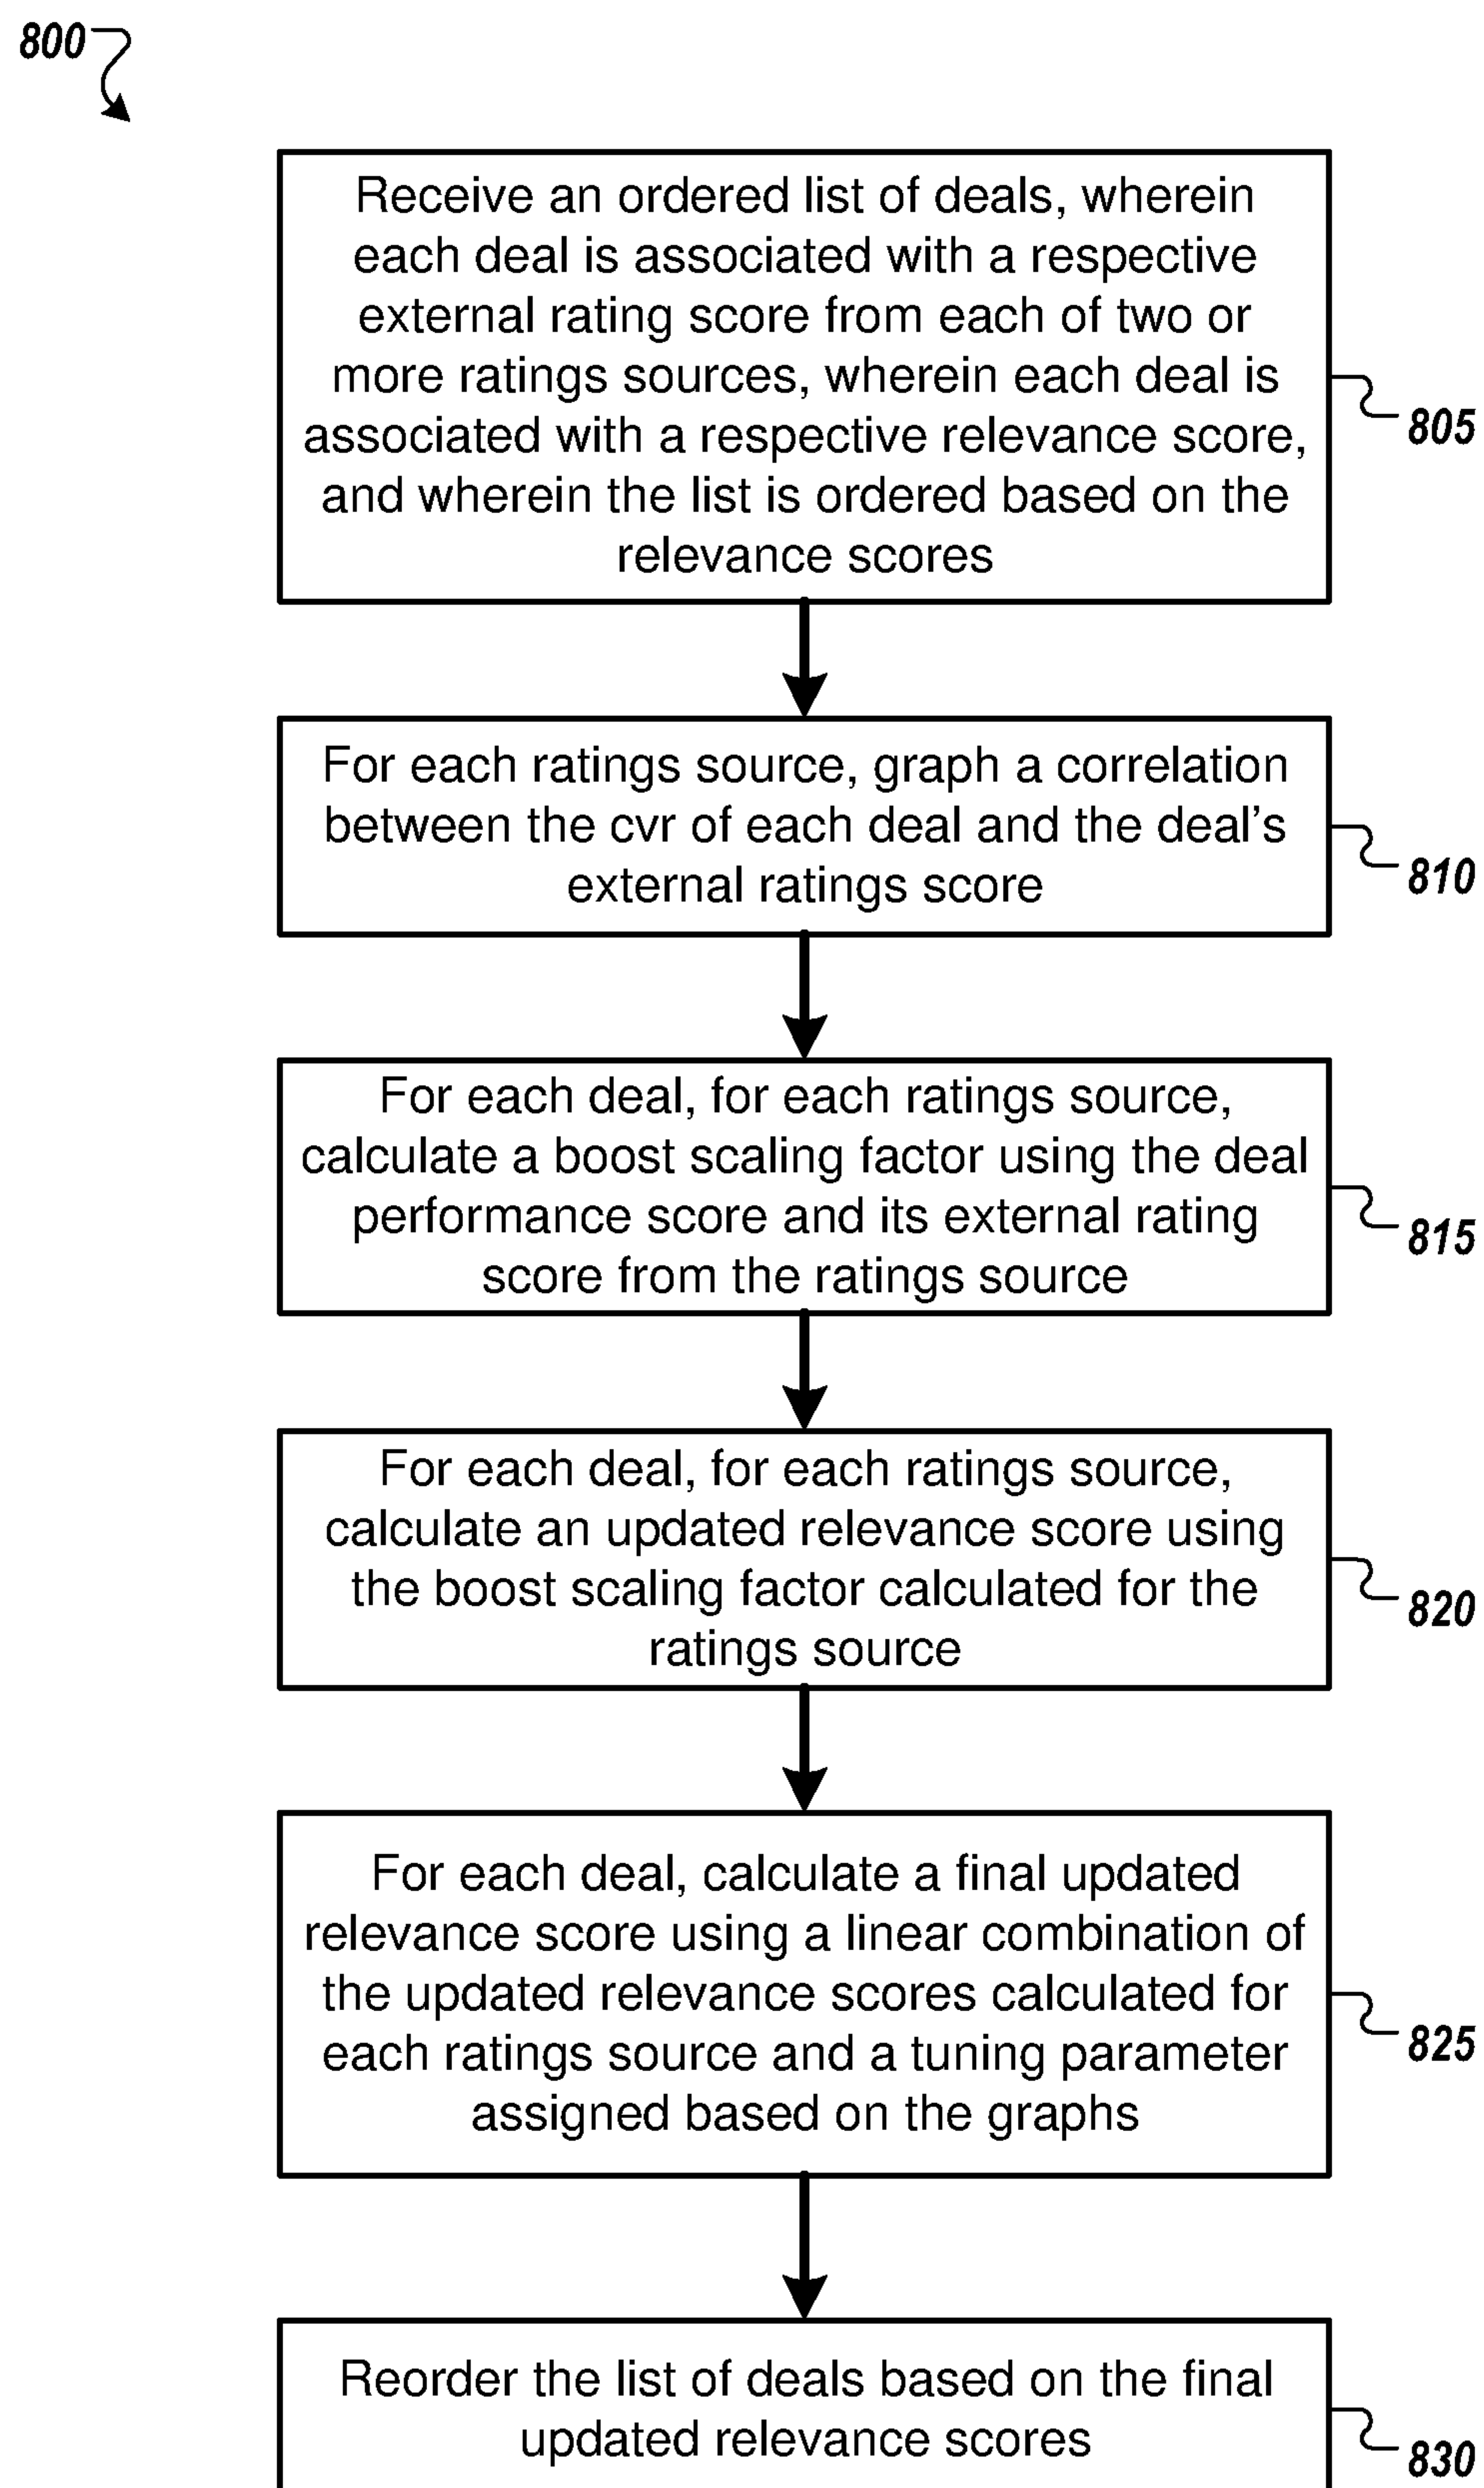 800
Receive an ordered list of deals, wherein
each deal is associated with a respective
external rating score from each of two or
more ratings sources, wherein each deal is
associated with a respective relevance score,
and wherein the list is ordered based on the
relevance scores
805
For each ratings source, graph a correlation
between the cvr of each deal and the deal’s
external ratings score
810
For each deal, for each ratings source,
calculate a boost scaling factor using the deal
performance score and its external rating
score from the ratings source
815
For each deal, for each ratings source,
calculate an updated relevance score using
the boost scaling factor calculated for the
ratings source
820
For each deal, calculate a final updated
relevance score using a linear combination of
the updated relevance scores calculated for
each ratings source and a tuning parameter
assigned based on the graphs
825
Reorder the list of deals based on the final
updated relevance scores
830